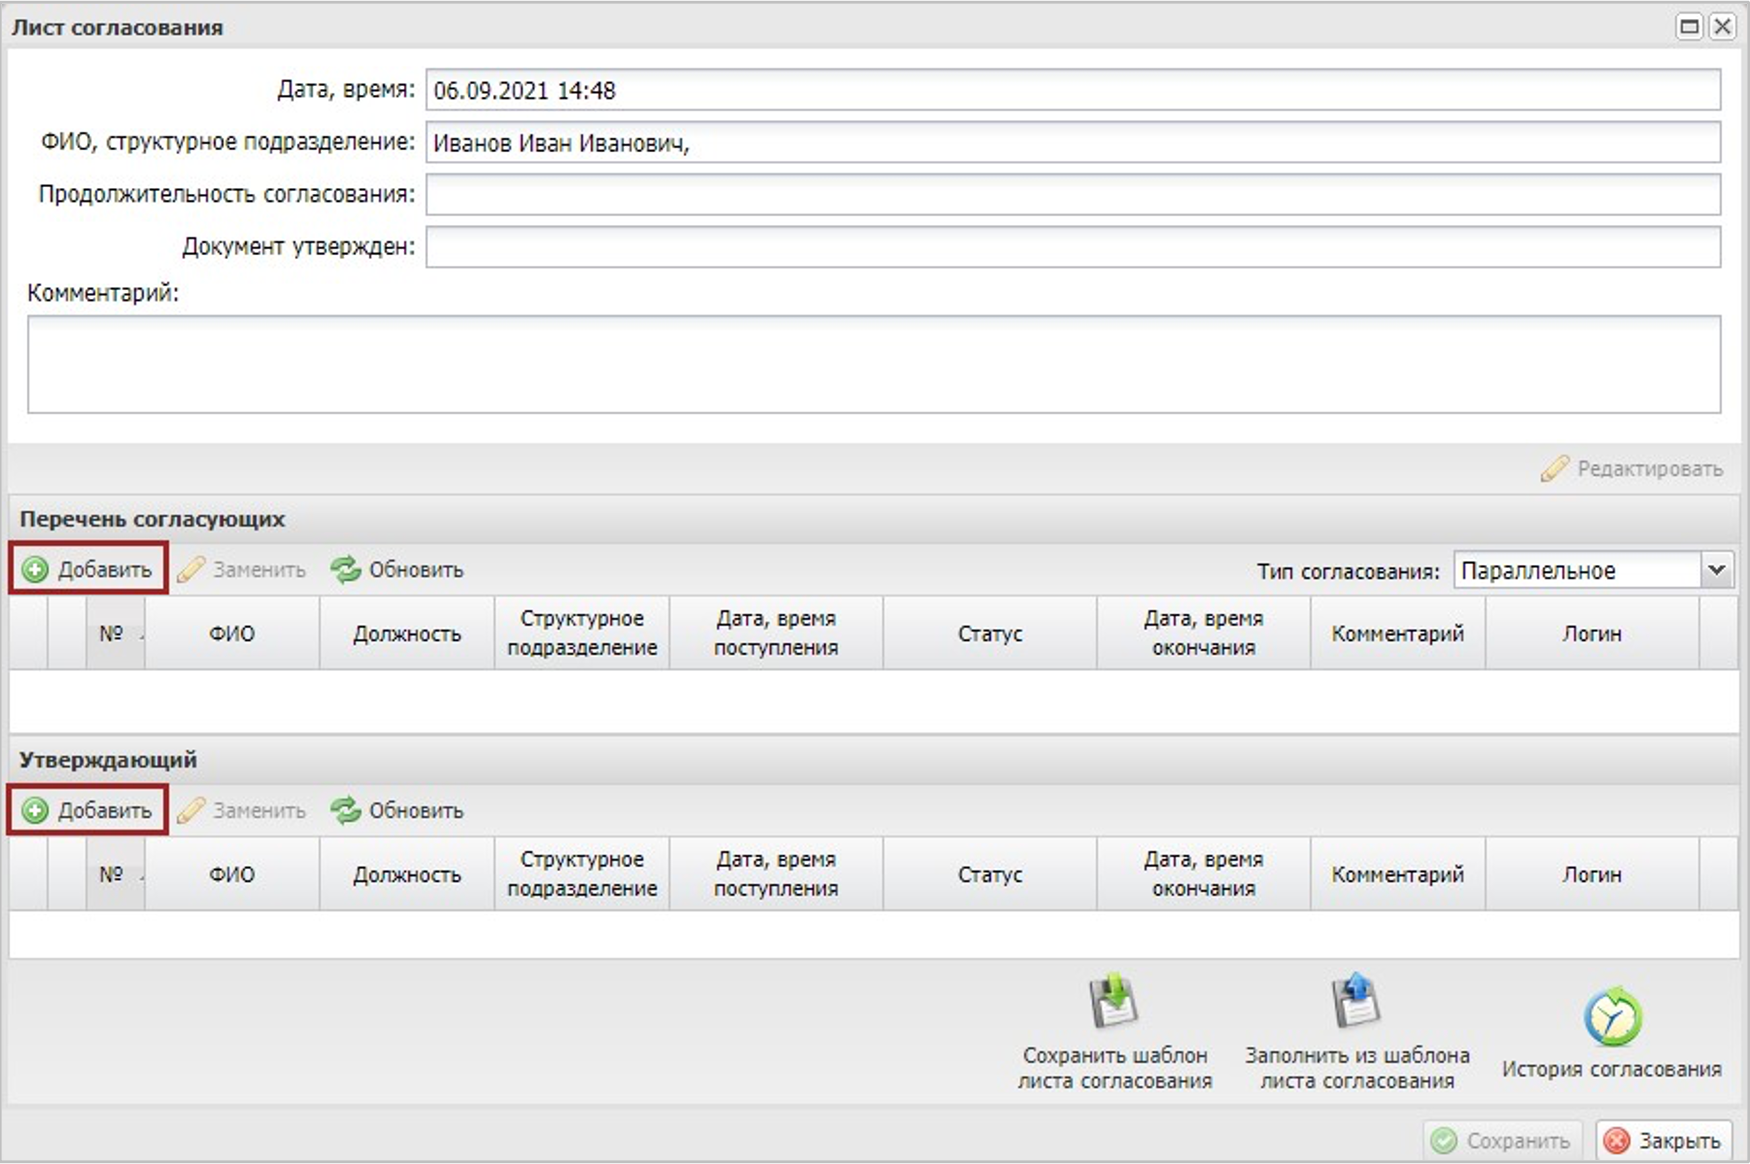 Лист согласования
Дата, время: 06.09.2021 14:48
ФИО, структурное подразделение: Иванов Иван Иванович,
Продолжительность согласования:
Документ утвержден:
Комментарий:
Редактировать
Перечень согласующих
Добавить Заменить Обновить Тип согласования: Параллельное
№ ФИО Должность Структурное подразделение Дата, время поступления Статус Дата, время окончания Комментарий Логин
Утверждающий
Добавить Заменить Обновить
№ ФИО Должность Структурное подразделение Дата, время поступления Статус Дата, время окончания Комментарий Логин
Сохранить шаблон листа согласования
Заполнить из шаблона листа согласования
История согласования
Сохранить Закрыть